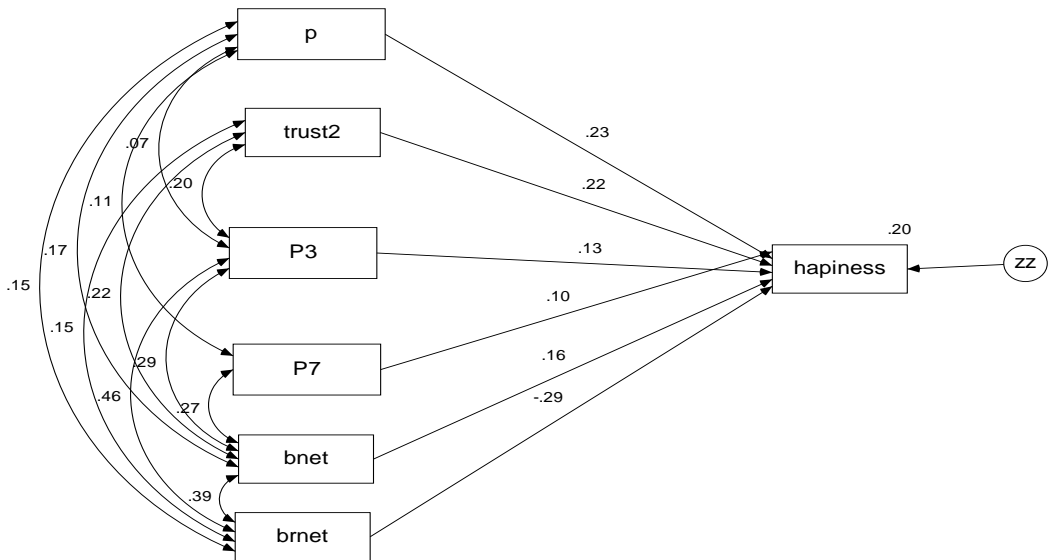 p
.23
trust2
.07
.22
.20
.11
.20
P3
.13
hapiness
zz
.17
.15
.22
.10
.15
.29
P7
.16
.46
.27
-.29
bnet
.39
brnet